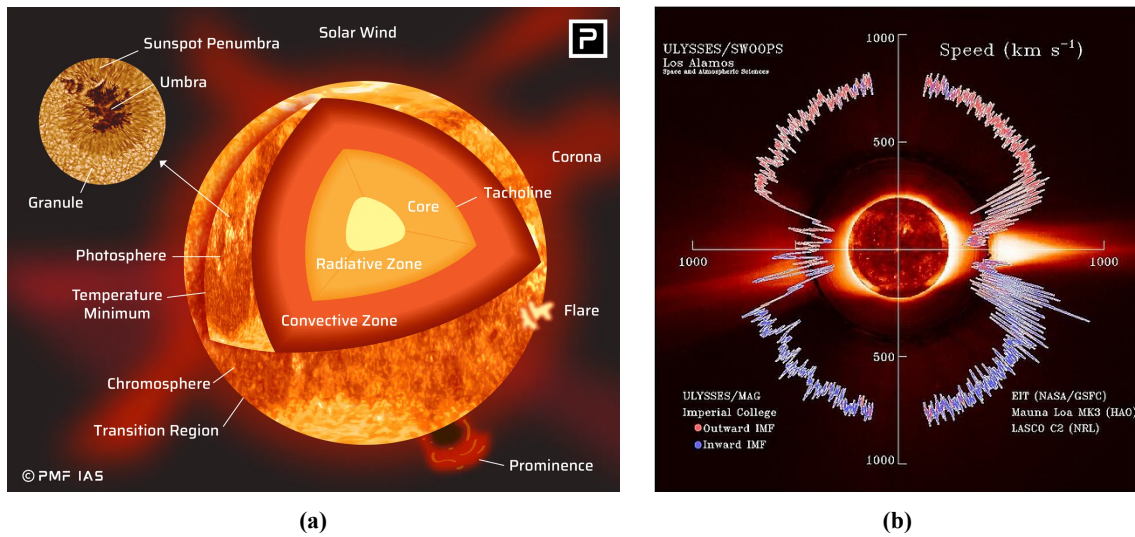 Solar Wind
P
Sunspot Penumbra
Umbra
Granule
Corona
Tacholine
Core
Radiative Zone
Photosphere
Temperature
Minimum
Convective Zone
Flare
Chromosphere
Transition Region
Prominence
© PMF IAS
(a)
ULYSSES/SWOOPS
Los Alamos
Space and Atmospheric Sciences
1000
Speed (km s⁻¹)
500
1000
1000
500
ULYSSES/MAG
Imperial College
Outward IMF
Inward IMF
EIT (NASA/GSFC)
Mauna Loa MK3 (HAO)
LASCO C2 (NRL)
1000
(b)